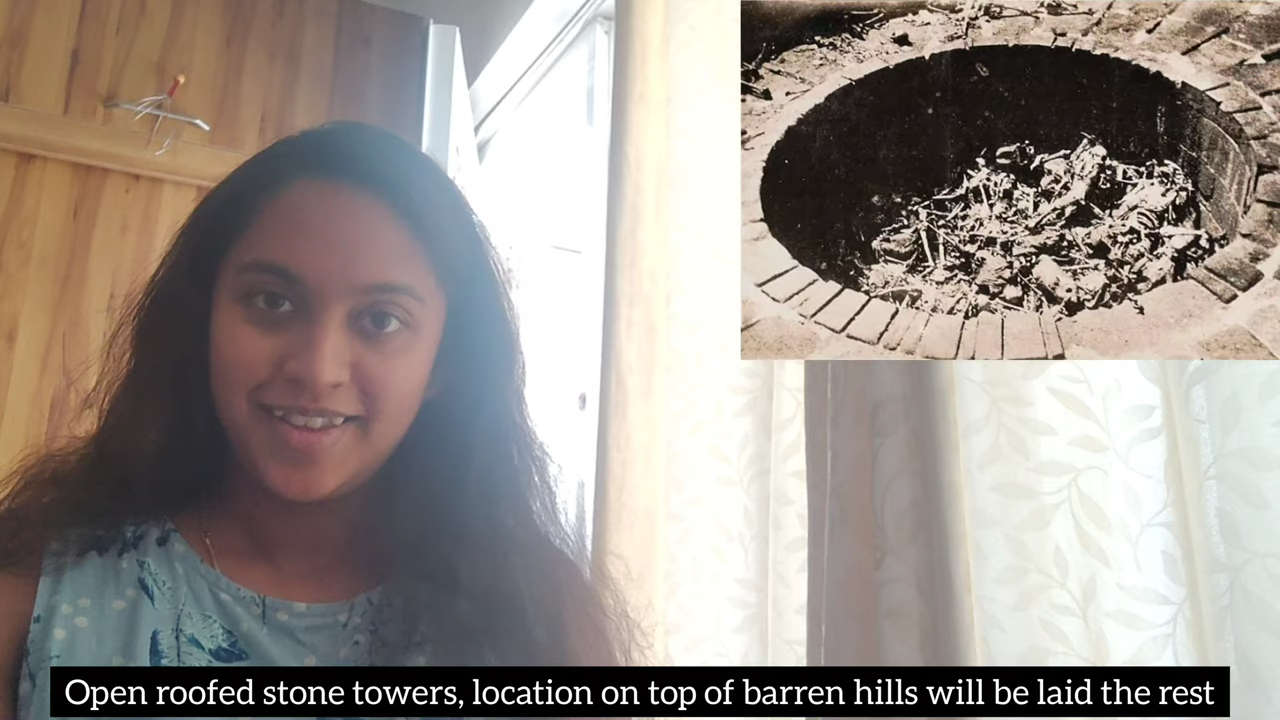 Open roofed stone towers, location on top of barren hills will be laid the rest